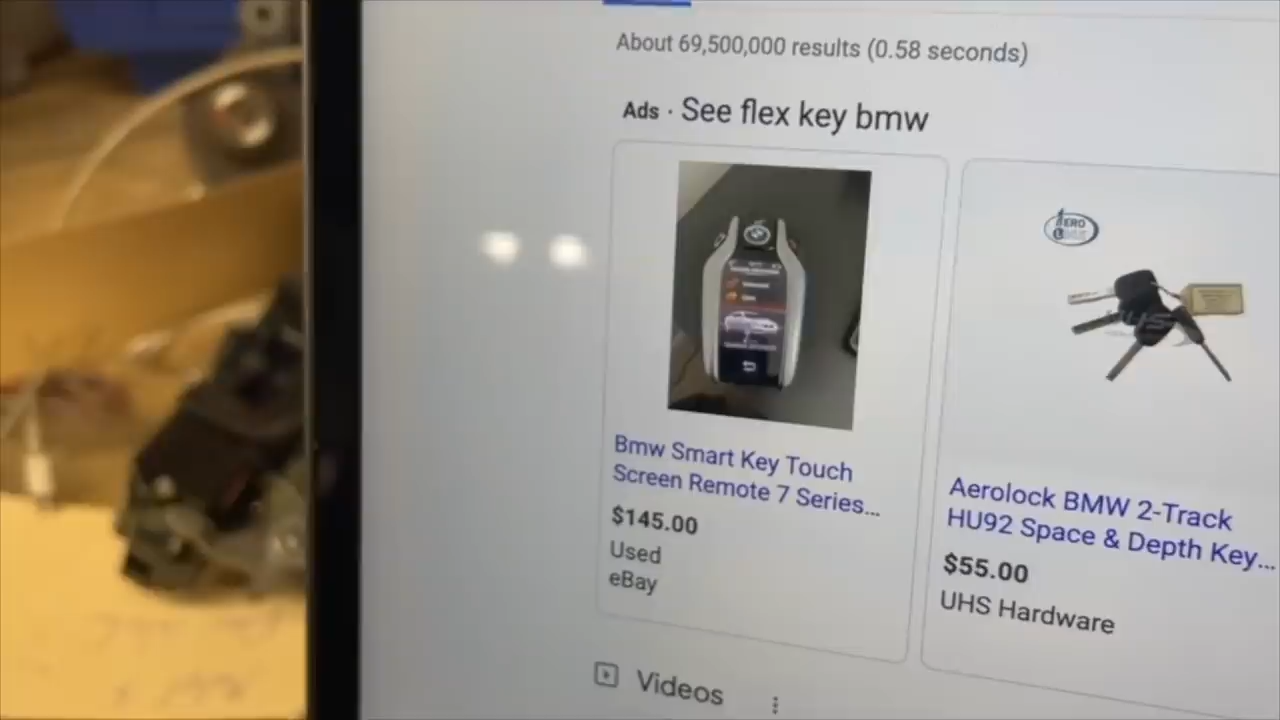 About 69,500,000 results (0.58 seconds)
Ads · See flex key bmw
AERO
Bmw Smart Key Touch
Screen Remote 7 Series...
$145.00
Used
eBay
Aerolock BMW 2-Track
HU92 Space & Depth Key...
$55.00
UHS Hardware
Videos